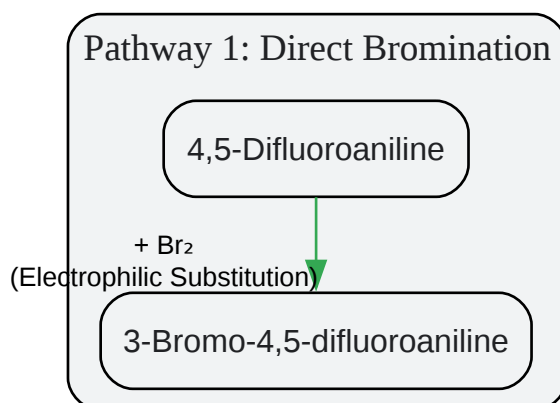 Pathway 1: Direct Bromination
4,5-Difluoroaniline
+ Br₂
(Electrophilic Substitution)
3-Bromo-4,5-difluoroaniline